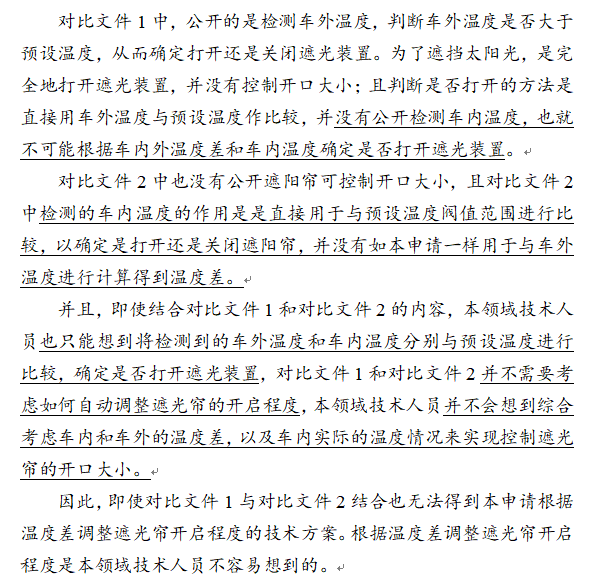 对比文件 1 中，公开的是检测车外温度，判断车外温度是否大于
预设温度，从而确定打开还是关闭遮光装置。为了遮挡太阳光，是完
全地打开遮光装置，并没有控制开口大小；且判断是否打开的方法是
直接用车外温度与预设温度作比较，并没有公开检测车内温度，也就
不可能根据车内外温度差和车内温度确定是否打开遮光装置。
对比文件 2 中也没有公开遮阳帘可控制开口大小，且对比文件 2
中检测的车内温度的作用是是直接用于与预设温度阀值范围进行比
较，以确定是打开还是关闭遮阳帘，并没有如本申请一样用于与车外
温度进行计算得到温度差。
并且，即使结合对比文件 1 和对比文件 2 的内容，本领域技术人
员也只能想到将检测到的车外温度和车内温度分别与预设温度进行
比较，确定是否打开遮光装置，对比文件 1 和对比文件 2 并不需要考
虑如何自动调整遮光帘的开启程度，本领域技术人员并不会想到综合
考虑车内和车外的温度差，以及车内实际的温度情况来实现控制遮光
帘的开口大小。
因此，即使对比文件 1 与对比文件 2 结合也无法得到本申请根据
温度差调整遮光帘开启程度的技术方案。根据温度差调整遮光帘开启
程度是本领域技术人员不容易想到的。